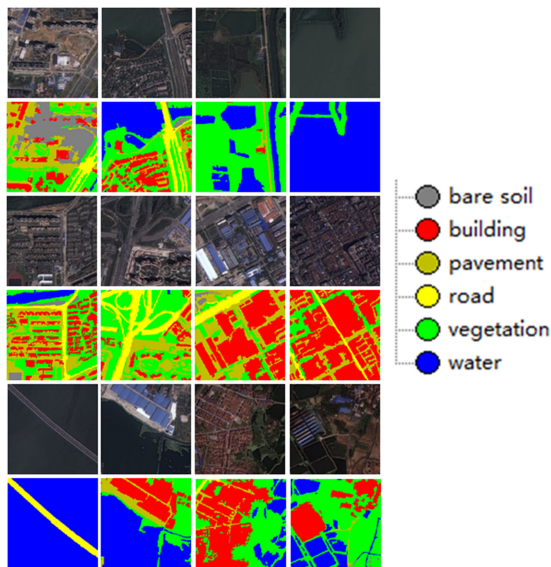 bare soil
building
pavement
road
vegetation
water